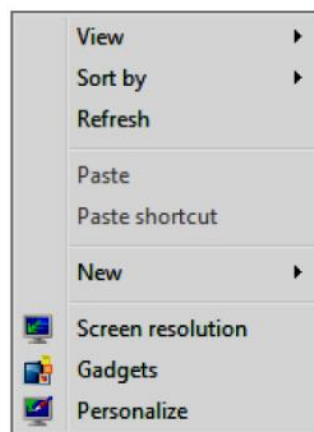 View
Sort by
Refresh
Paste
Paste shortcut
New
Screen resolution
Gadgets
Personalize